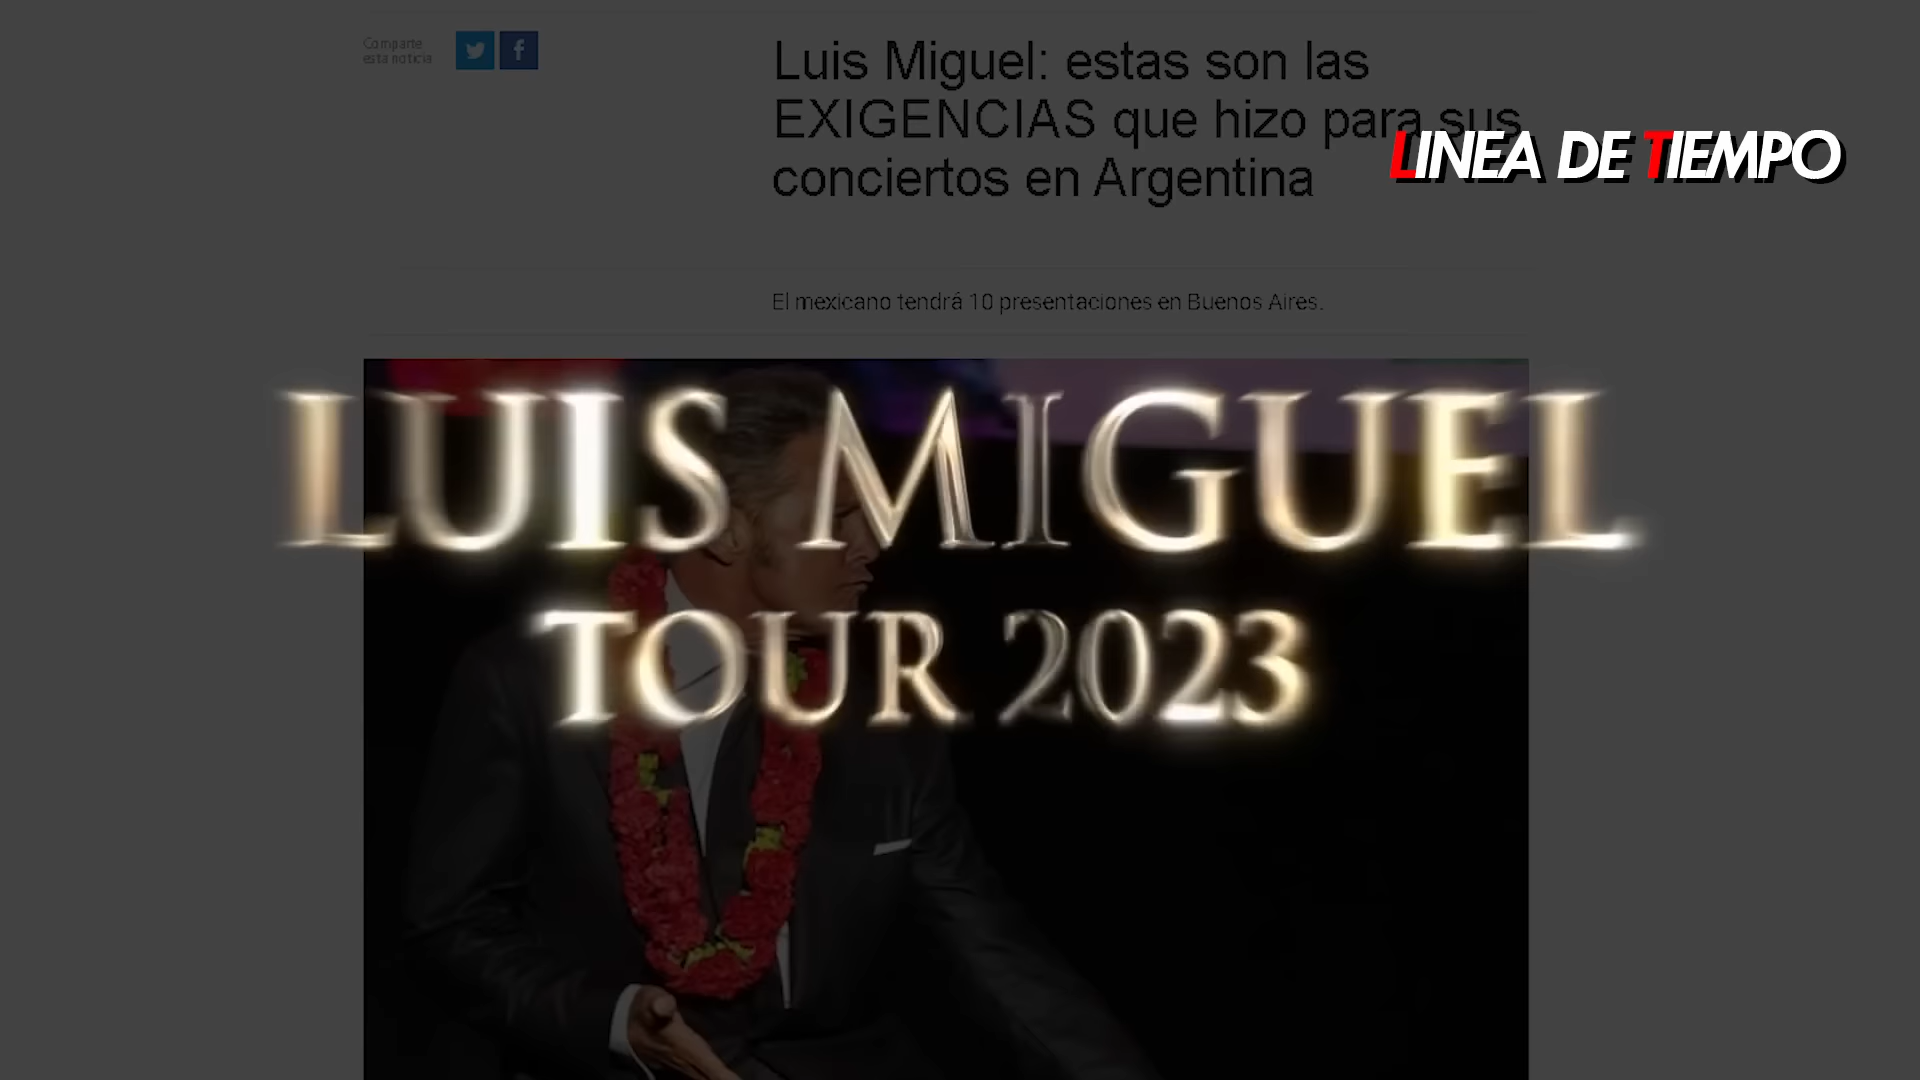 Comparte
esta noticia
Luis Miguel: estas son las
EXIGENCIAS que hizo para sus
conciertos en Argentina
LINEA DE TIEMPO
El mexicano tendrá 10 presentaciones en Buenos Aires.
LUIS MIGUEL
TOUR 2023